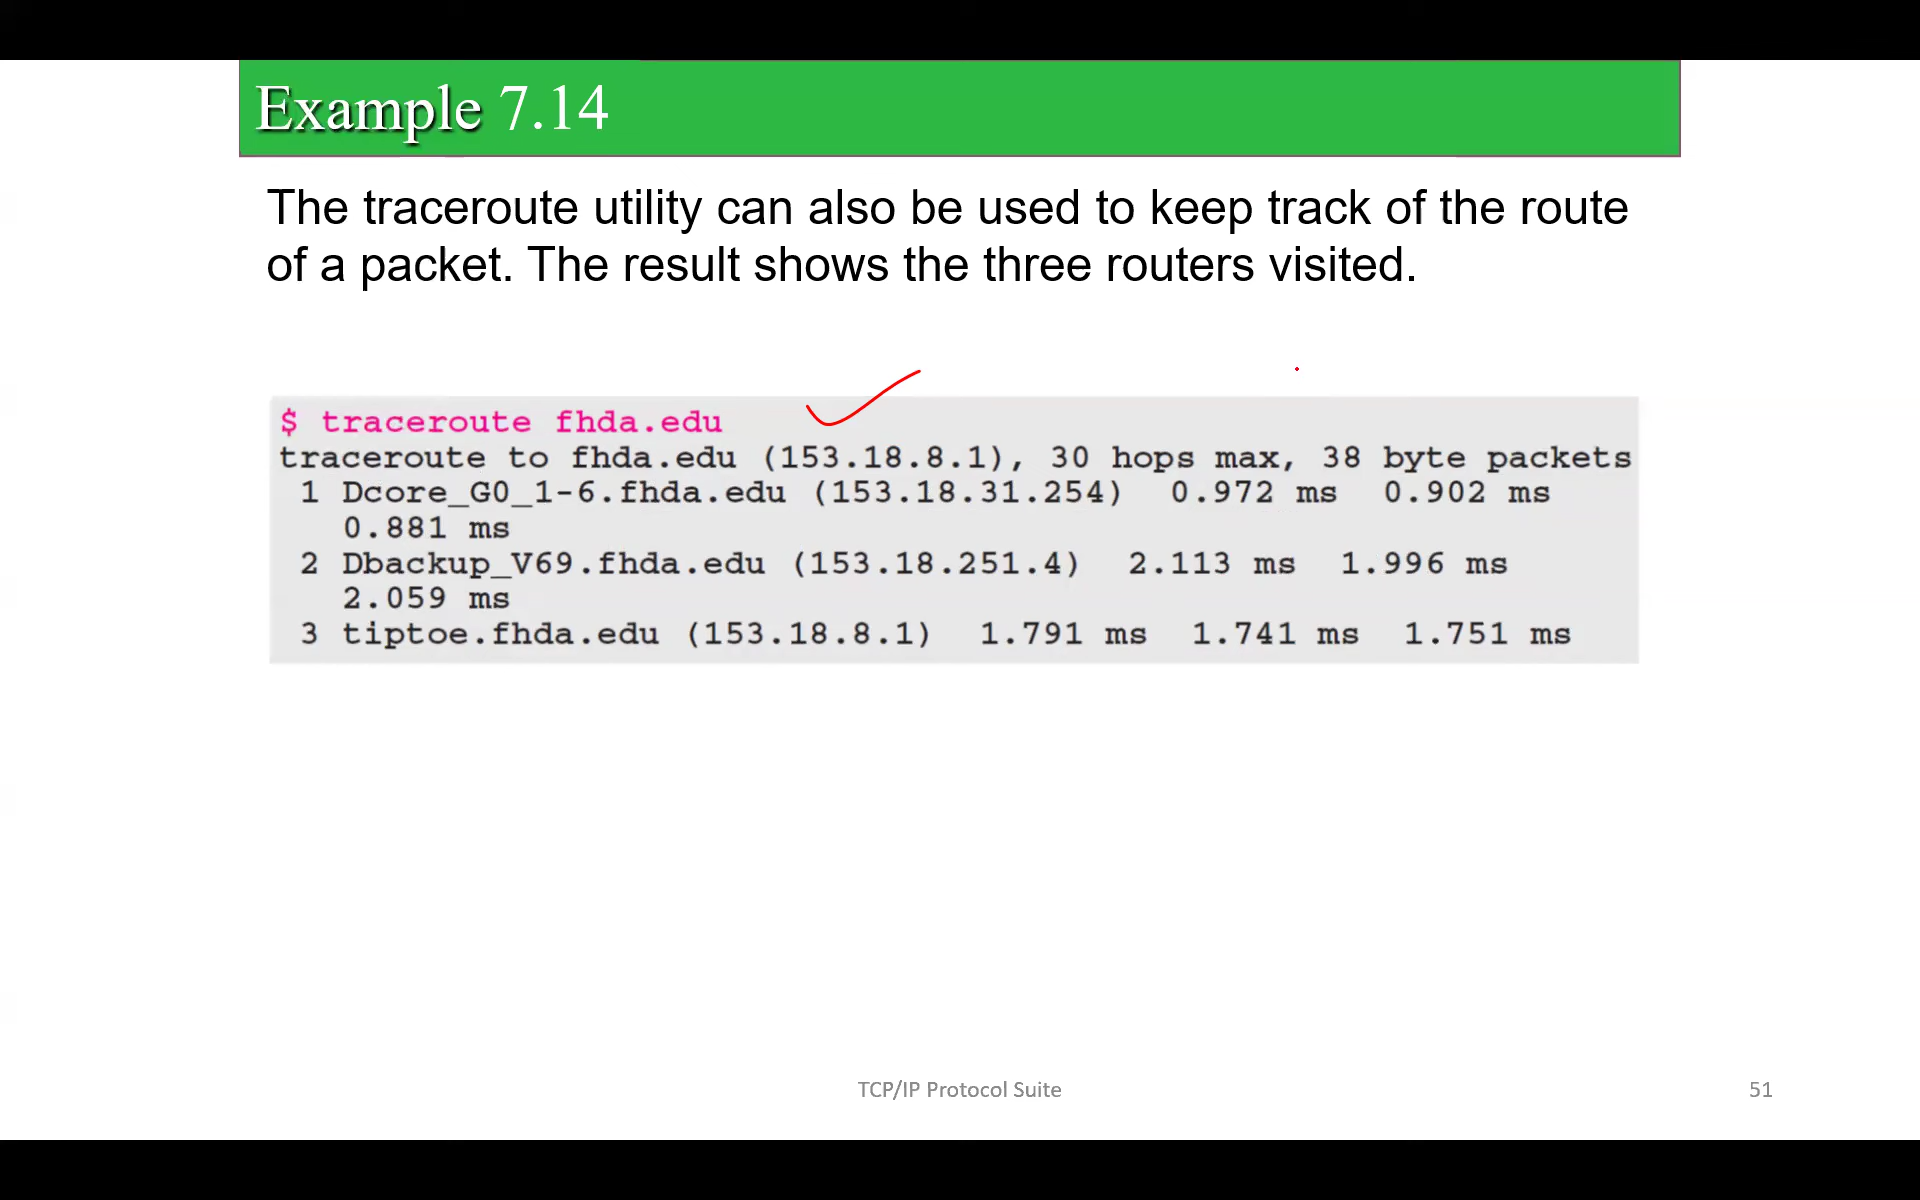 Example 7.14
The traceroute utility can also be used to keep track of the route
of a packet. The result shows the three routers visited.
$ traceroute fhda.edu
traceroute to fhda.edu (153.18.8.1), 30 hops max, 38 byte packets
1 Dcore_G0_1-6.fhda.edu (153.18.31.254) 0.972 ms 0.902 ms
0.881 ms
2 Dbackup_V69.fhda.edu (153.18.251.4) 2.113 ms 1.996 ms
2.059 ms
3 tiptoe.fhda.edu (153.18.8.1) 1.791 ms 1.741 ms 1.751 ms
TCP/IP Protocol Suite
51